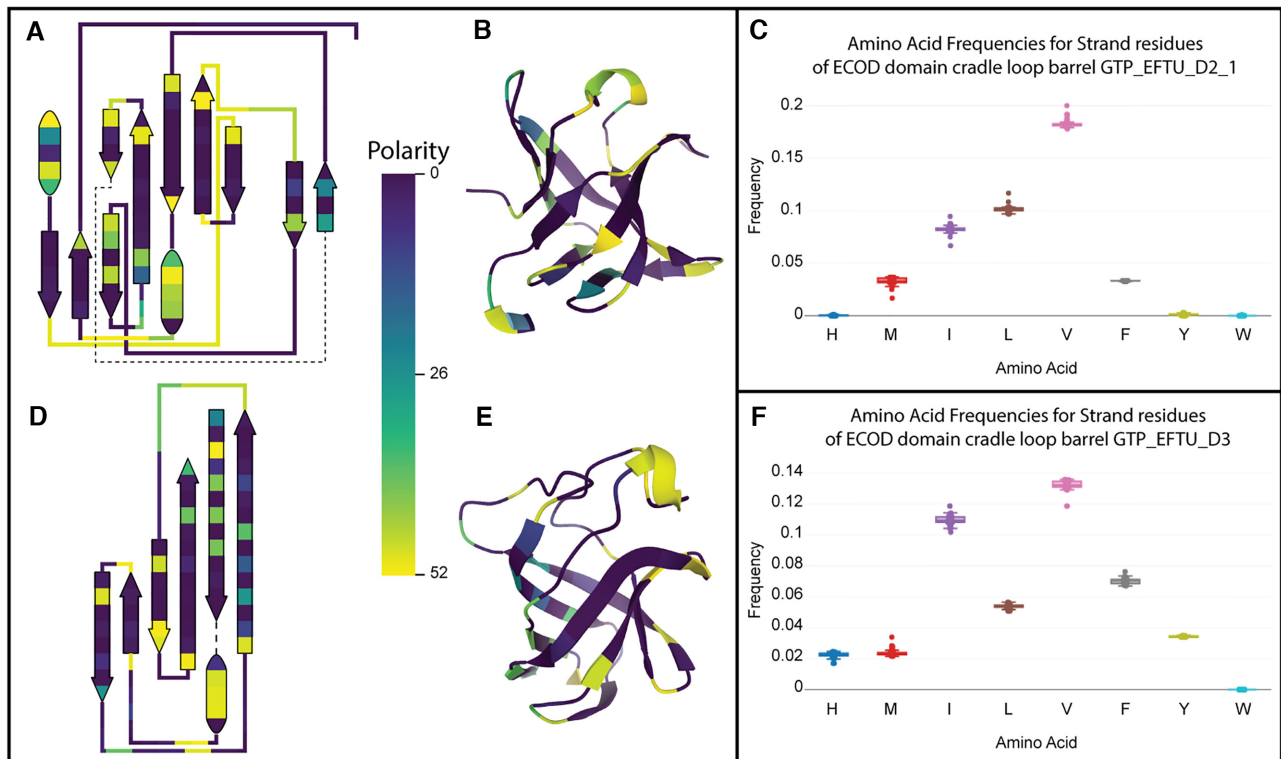 A
B
C
Amino Acid Frequencies for Strand residues
of ECOD domain cradle loop barrel GTP_EFTU_D2_1
Polarity
0
26
52
Frequency
0.2
0.15
0.1
0.05
0
H M I L V F Y W
Amino Acid
D
E
F
Amino Acid Frequencies for Strand residues
of ECOD domain cradle loop barrel GTP_EFTU_D3
Frequency
0.14
0.12
0.1
0.08
0.06
0.04
0.02
0
H M I L V F Y W
Amino Acid